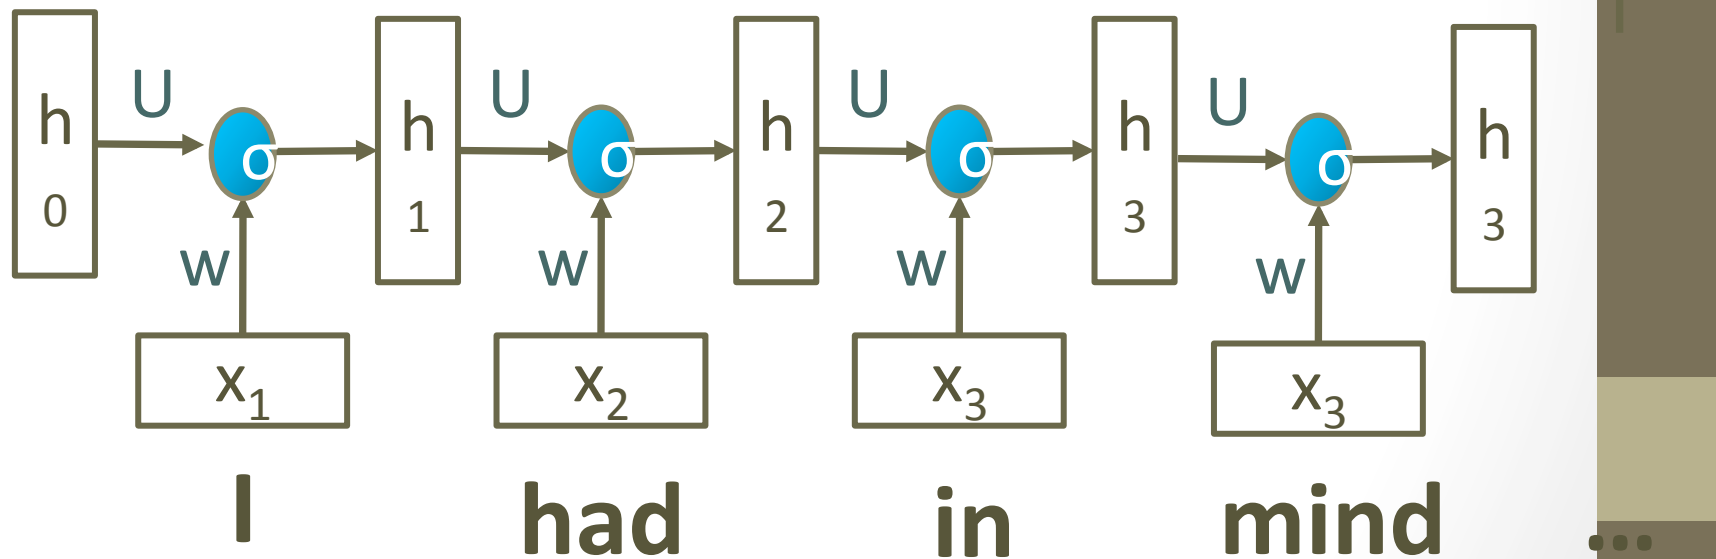 U U U U
h h h h h
σ σ σ σ
0 1 2 3 3
w w w w
x₁ x₂ x₃ x₃
I had in mind ...